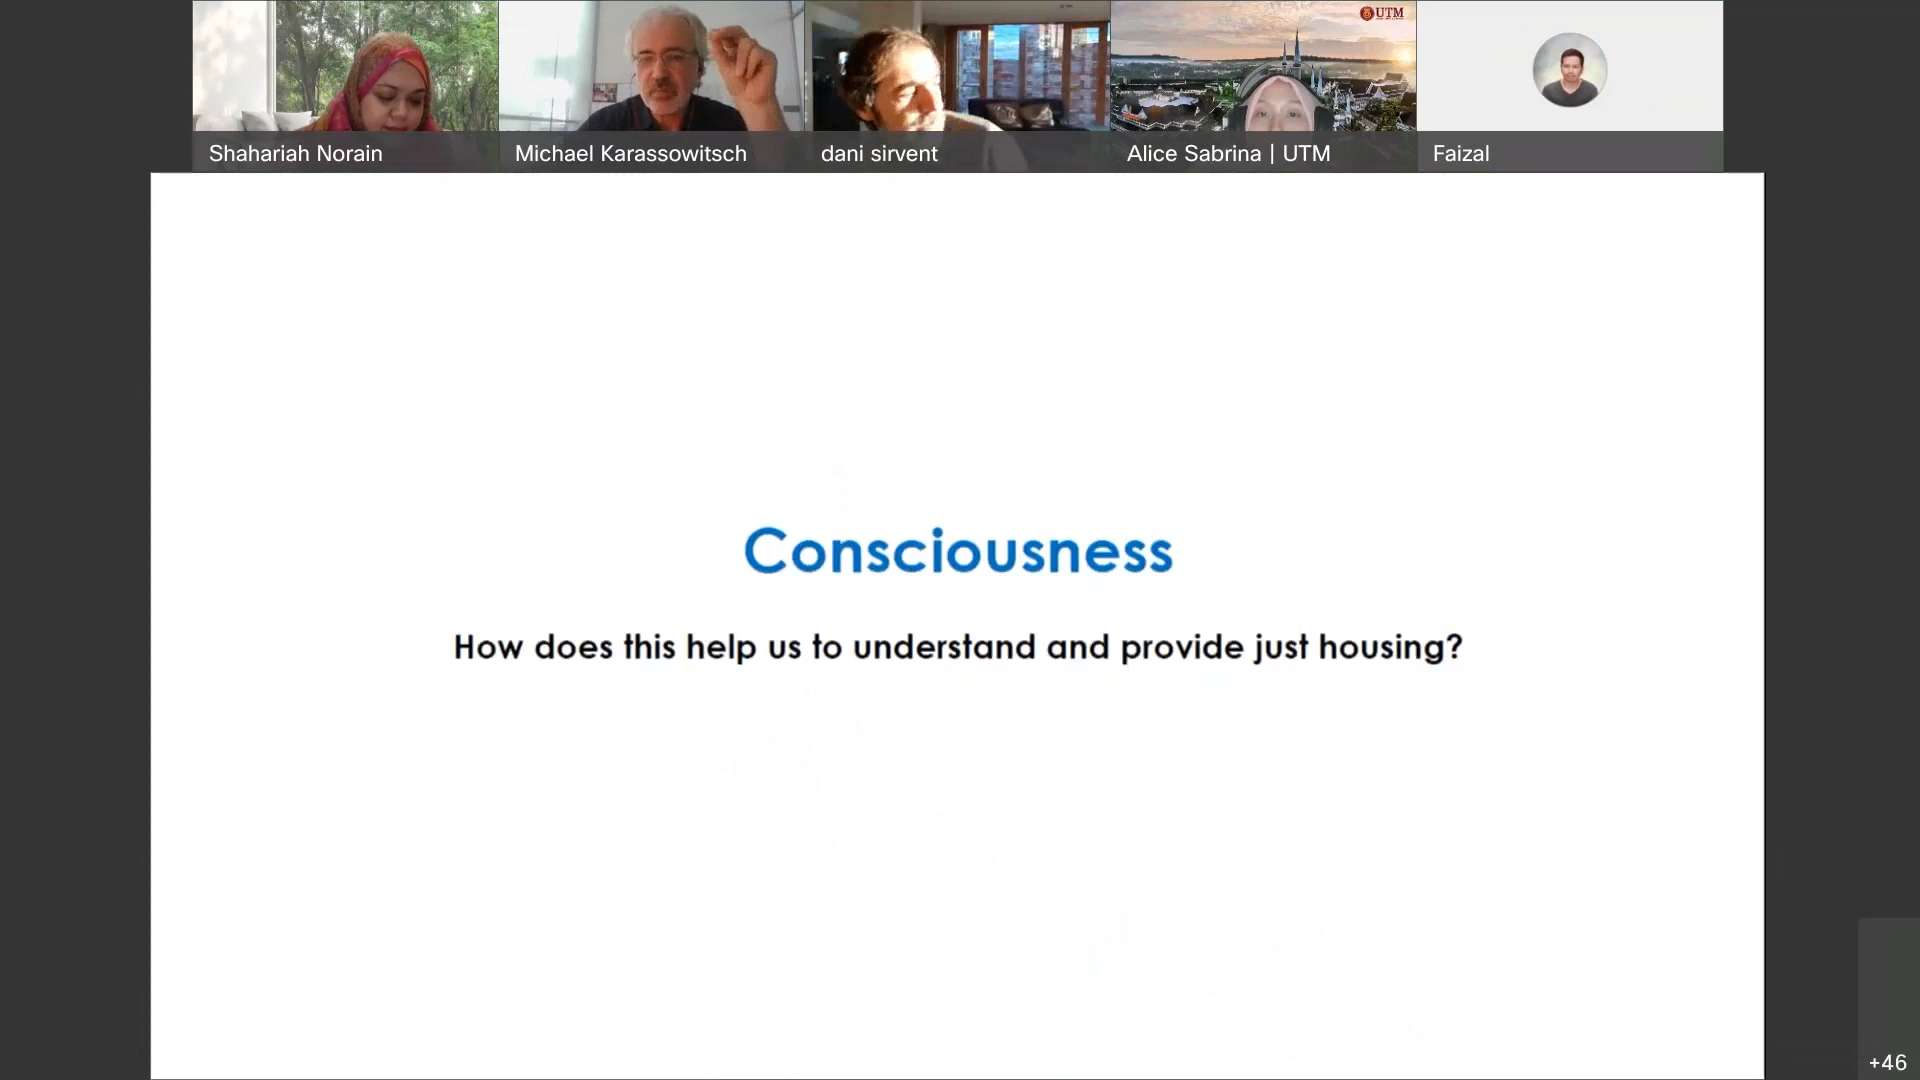 UTM
Shahariah Norain
Michael Karassowitsch
dani sirvent
Alice Sabrina | UTM
Faizal
Consciousness
How does this help us to understand and provide just housing?
+46